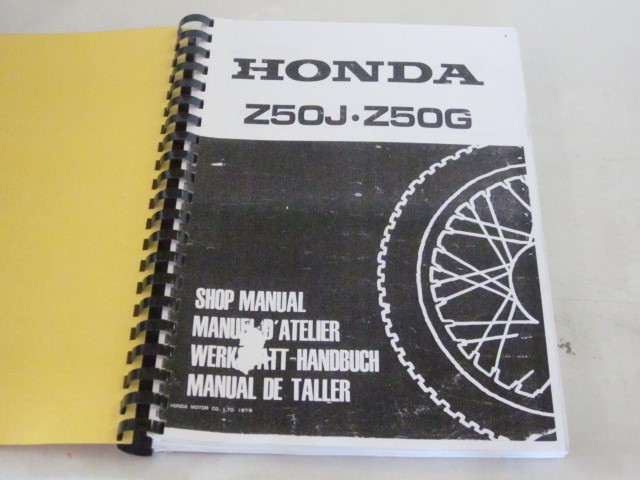 HONDA
Z50J·Z50G
SHOP MANUAL
MANUEL D'ATELIER
WERKSTATT-HANDBUCH
MANUAL DE TALLER
HONDA MOTOR CO., LTD. 1979